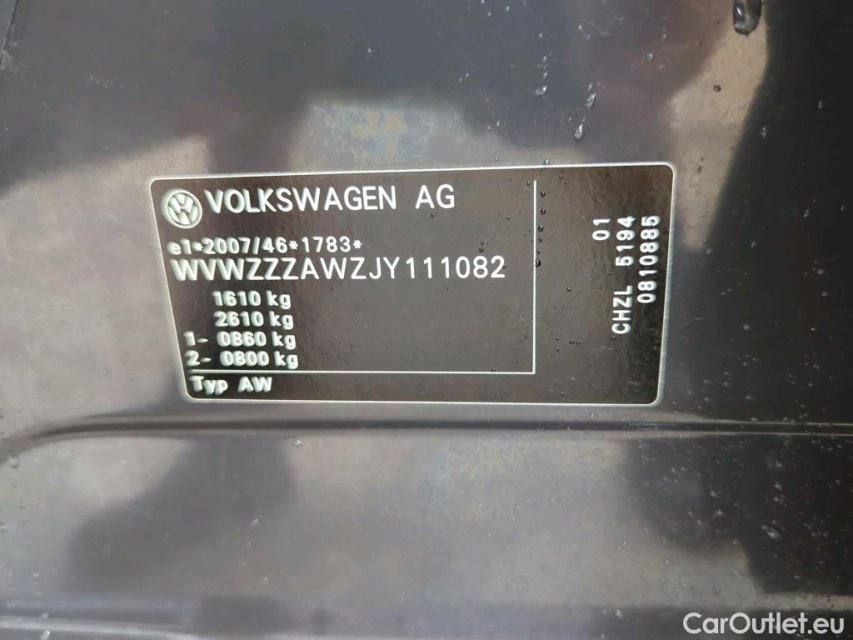 VOLKSWAGEN AG
e1*2007/46*1783*
WVWZZZAWZJY111082
1610 kg
2610 kg
1- 0860 kg
2- 0800 kg
Typ AW
01
CHZL 5194
0810885
CarOutlet.eu